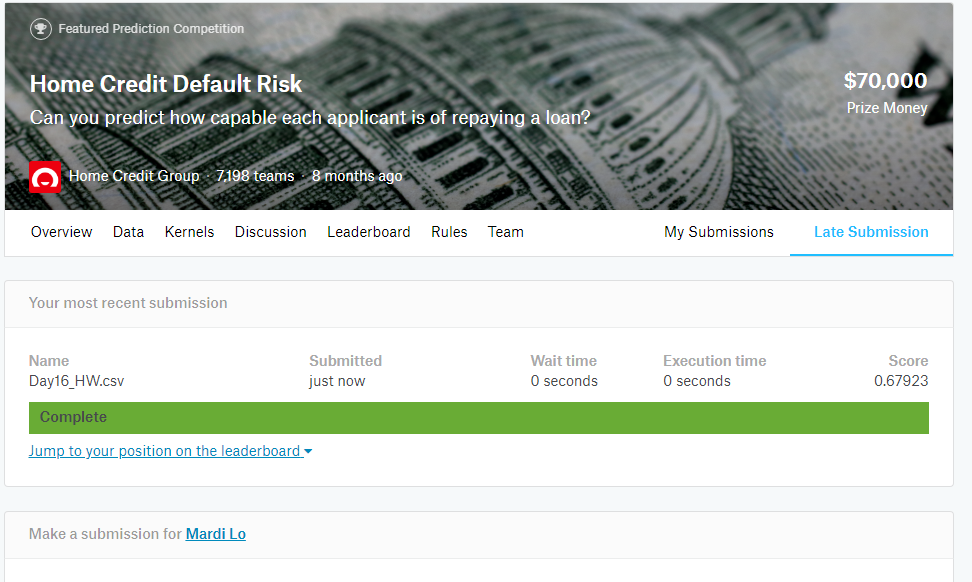 Featured Prediction Competition
Home Credit Default Risk
$70,000
Can you predict how capable each applicant is of repaying a loan?
Prize Money
Home Credit Group · 7,198 teams · 8 months ago
Overview Data Kernels Discussion Leaderboard Rules Team My Submissions Late Submission
Your most recent submission
Name Submitted Wait time Execution time Score
Day16_HW.csv just now 0 seconds 0 seconds 0.67923
Complete
Jump to your position on the leaderboard
Make a submission for Mardi Lo